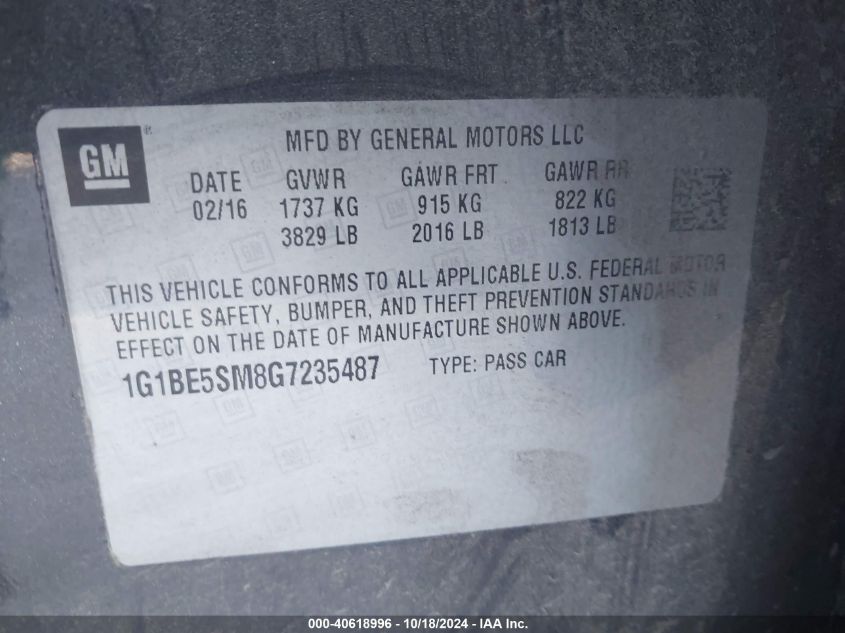 GM
®
MFD BY GENERAL MOTORS LLC
DATE GVWR GAWR FRT GAWR RR
02/16 1737 KG 915 KG 822 KG
3829 LB 2016 LB 1813 LB
THIS VEHICLE CONFORMS TO ALL APPLICABLE U.S. FEDERAL MOTOR
VEHICLE SAFETY, BUMPER, AND THEFT PREVENTION STANDARDS IN
EFFECT ON THE DATE OF MANUFACTURE SHOWN ABOVE.
1G1BE5SM8G7235487 TYPE: PASS CAR
000-40618996 - 10/18/2024 - IAA Inc.